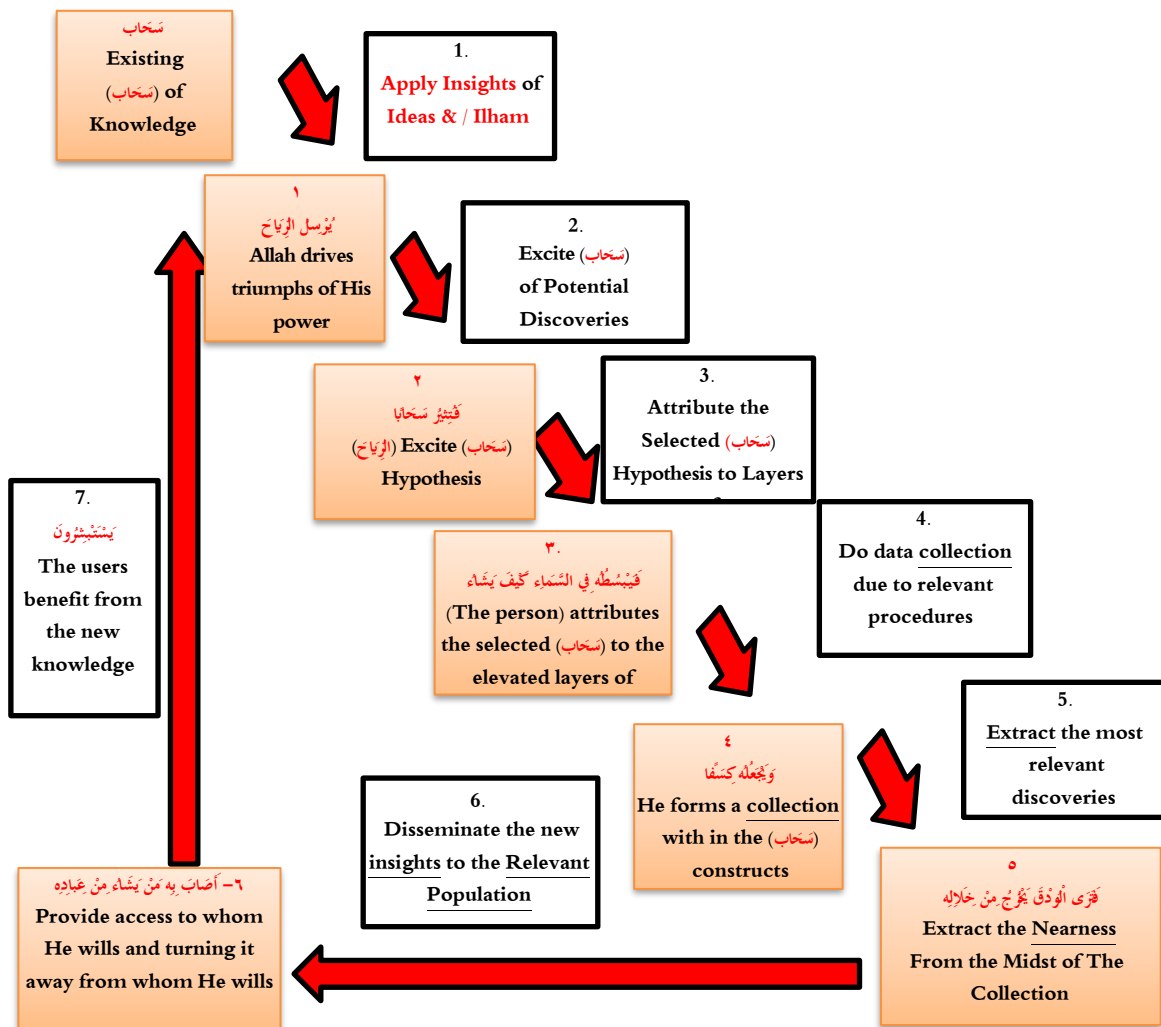 سَحَاب
Existing
(سَحَاب) of
Knowledge
1.
Apply Insights of
Ideas & / Ilham
١
يُرْسِل الرِّيَاحَ
Allah drives
triumphs of His
power
2.
Excite (سَحَاب)
of Potential
Discoveries
٢
فَتِثيْرُ سَحَابًا
(الرِّيَاحَ) Excite (سَحَاب)
Hypothesis
3.
Attribute the
Selected (سَحَاب)
Hypothesis to Layers
٣.
فَيَبْسُطُه فِي السَّمَاءِ كَيفَ يَشَاء
(The person) attributes
the selected (سَحَاب) to the
elevated layers of
4.
Do data collection
due to relevant
procedures
٤
وَيَجْعَلُه كِسَفًا
He forms a collection
with in the (سَحَاب)
constructs
5.
Extract the most
relevant
discoveries
٥
فَتَرَى الْوَدْقَ يَخْرُجُ مِنْ خِلَالِه
Extract the Nearness
From the Midst of The
Collection
6.
Disseminate the new
insights to the Relevant
Population
٦- أَصَابَ بِه مَنْ يَشَاء مِنْ عِبَادِه
Provide access to whom
He wills and turning it
away from whom He wills
7.
يَسْتَبْشِرُونَ
The users
benefit from
the new
knowledge